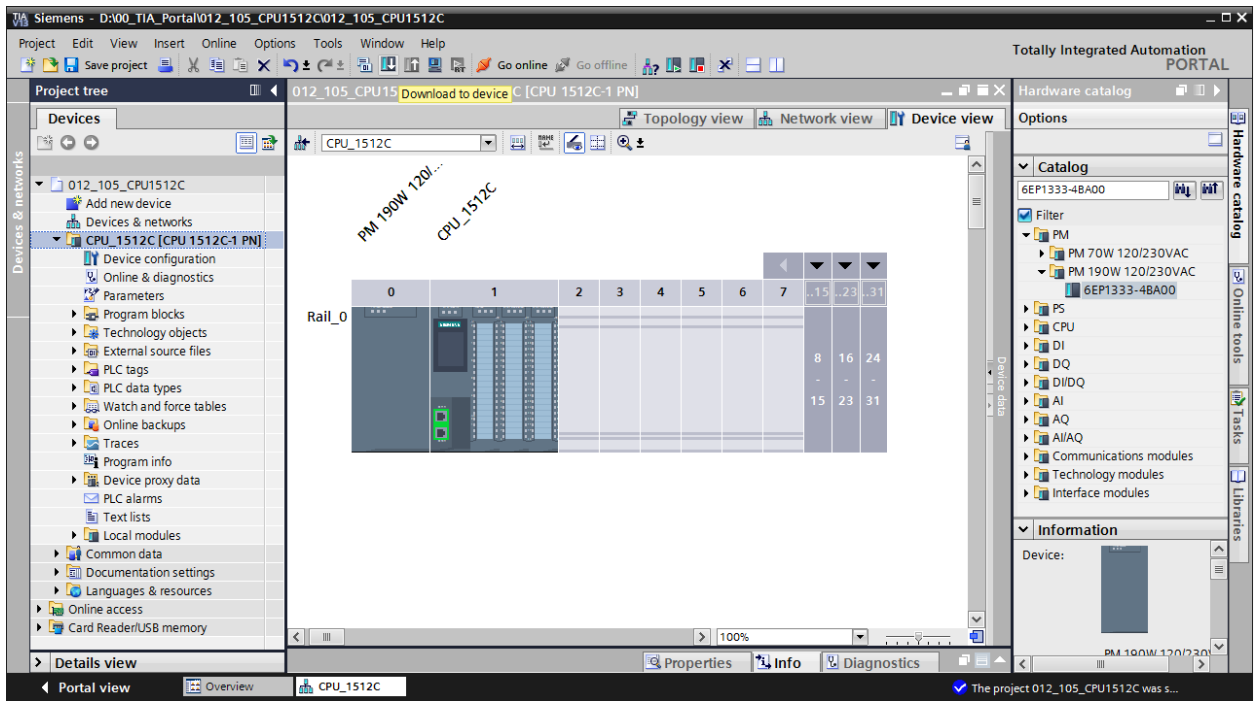 Siemens - D:\00_TIA_Portal\012_105_CPU1512C\012_105_CPU1512C
Project Edit View Insert Online Options Tools Window Help
Totally Integrated Automation
PORTAL
Save project
Go online
Go offline
Project tree
012_105_CPU15
Download to device
C [CPU 1512C-1 PN]
Hardware catalog
Devices
Topology view
Network view
Device view
Options
CPU_1512C
Catalog
6EP1333-4BA00
Filter
PM
PM 70W 120/230VAC
PM 190W 120/230VAC
6EP1333-4BA00
PS
CPU
DI
DQ
DI/DQ
AI
AQ
AI/AQ
Communications modules
Technology modules
Interface modules
Information
Device:
PM 190W 120/230
012_105_CPU1512C
Add new device
Devices & networks
CPU_1512C [CPU 1512C-1 PN]
Device configuration
Online & diagnostics
Parameters
Program blocks
Technology objects
External source files
PLC tags
PLC data types
Watch and force tables
Online backups
Traces
Program info
Device proxy data
PLC alarms
Text lists
Local modules
Common data
Documentation settings
Languages & resources
Online access
Card Reader/USB memory
Details view
PM 190W 120/...
CPU_1512C
0 1 2 3 4 5 6 7 ..15 ..23 ..31
Rail_0
SIEMENS
8 16 24
- - -
15 23 31
Device data
100%
Properties
Info
Diagnostics
Devices & networks
Hardware catalog
Online tools
Tasks
Libraries
Portal view
Overview
CPU_1512C
The project 012_105_CPU1512C was s...